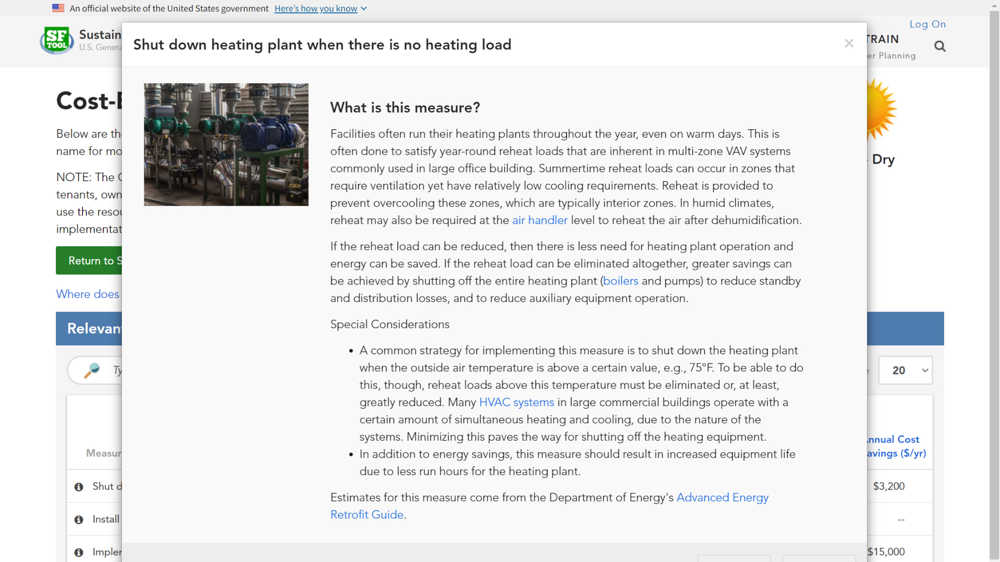 An official website of the United States government Here's how you know
Log On
SF
TOOL
Sustain
U.S. Genera
TRAIN
er Planning
Shut down heating plant when there is no heating load
×
Cost-E
Below are th
name for mo
NOTE: The
tenants, own
use the resou
implementat
Return to S
Where does
Dry
What is this measure?
Facilities often run their heating plants throughout the year, even on warm days. This is
often done to satisfy year-round reheat loads that are inherent in multi-zone VAV systems
commonly used in large office building. Summertime reheat loads can occur in zones that
require ventilation yet have relatively low cooling requirements. Reheat is provided to
prevent overcooling these zones, which are typically interior zones. In humid climates,
reheat may also be required at the air handler level to reheat the air after dehumidification.
If the reheat load can be reduced, then there is less need for heating plant operation and
energy can be saved. If the reheat load can be eliminated altogether, greater savings can
be achieved by shutting off the entire heating plant (boilers and pumps) to reduce standby
and distribution losses, and to reduce auxiliary equipment operation.
Special Considerations
• A common strategy for implementing this measure is to shut down the heating plant
when the outside air temperature is above a certain value, e.g., 75°F. To be able to do
this, though, reheat loads above this temperature must be eliminated or, at least,
greatly reduced. Many HVAC systems in large commercial buildings operate with a
certain amount of simultaneous heating and cooling, due to the nature of the
systems. Minimizing this paves the way for shutting off the heating equipment.
• In addition to energy savings, this measure should result in increased equipment life
due to less run hours for the heating plant.
Estimates for this measure come from the Department of Energy's Advanced Energy
Retrofit Guide.
Relevan
Ty
20
Measur
nnual Cost
avings ($/yr)
Shut d
$3,200
Install
--
Impler
$15,000